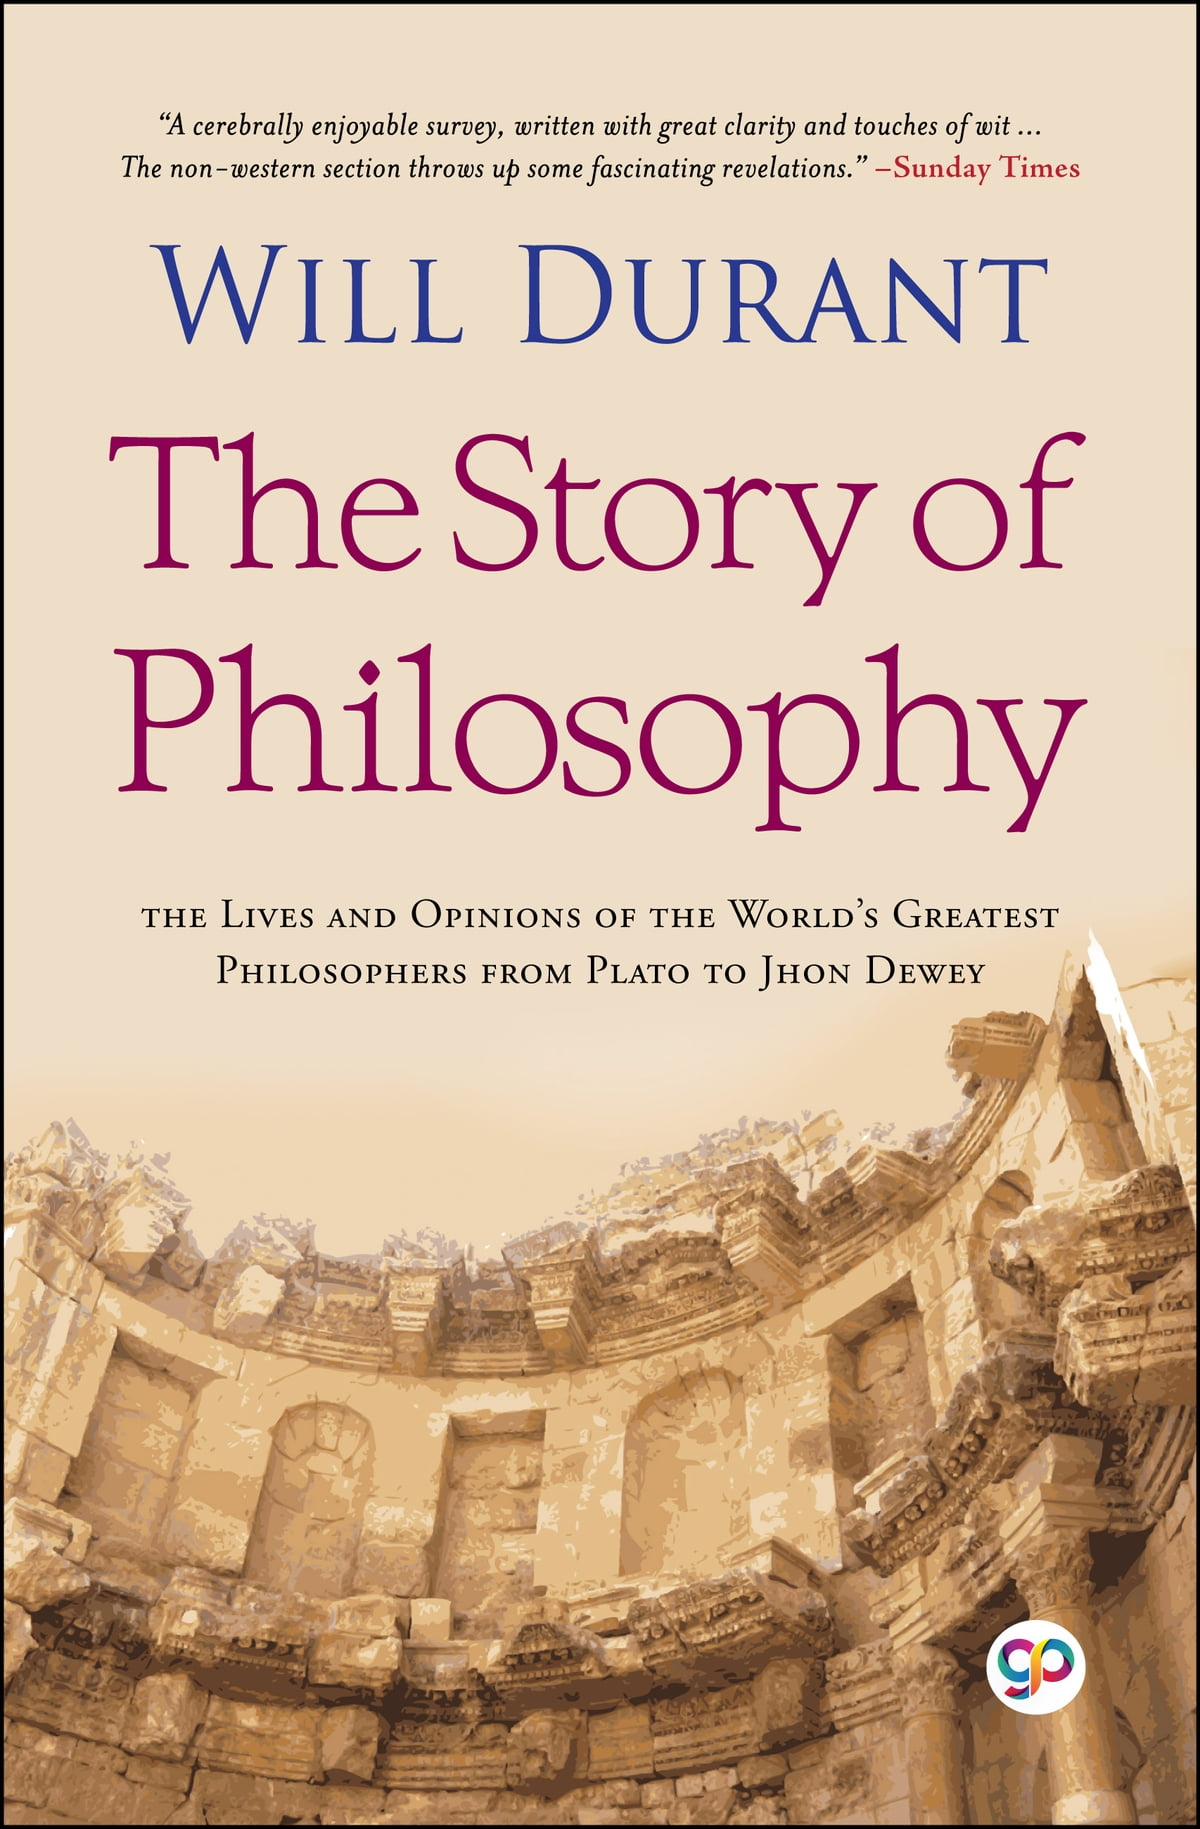 “A cerebrally enjoyable survey, written with great clarity and touches of wit ...
The non-western section throws up some fascinating revelations.” –Sunday Times
WILL DURANT
The Story of
Philosophy
THE LIVES AND OPINIONS OF THE WORLD’S GREATEST
PHILOSOPHERS FROM PLATO TO JHON DEWEY
gp